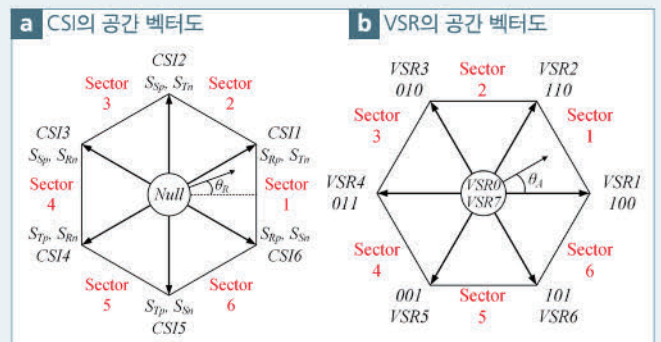 a CSI의 공간 벡터도
CSI2
S_Sp, S_Tn
Sector
3
Sector
2
CSI3
S_Sp, S_Rn
CSI1
S_Rp, S_Tn
Sector
4
Null
θ_R
Sector
1
S_Tp, S_Rn
CSI4
S_Rp, S_Sn
CSI6
Sector
5
Sector
6
S_Tp, S_Sn
CSI5
b VSR의 공간 벡터도
VSR3
010
Sector
2
VSR2
110
Sector
3
Sector
1
VSR4
011
VSR0
VSR7
θ_A
VSR1
100
Sector
4
Sector
6
001
VSR5
Sector
5
101
VSR6